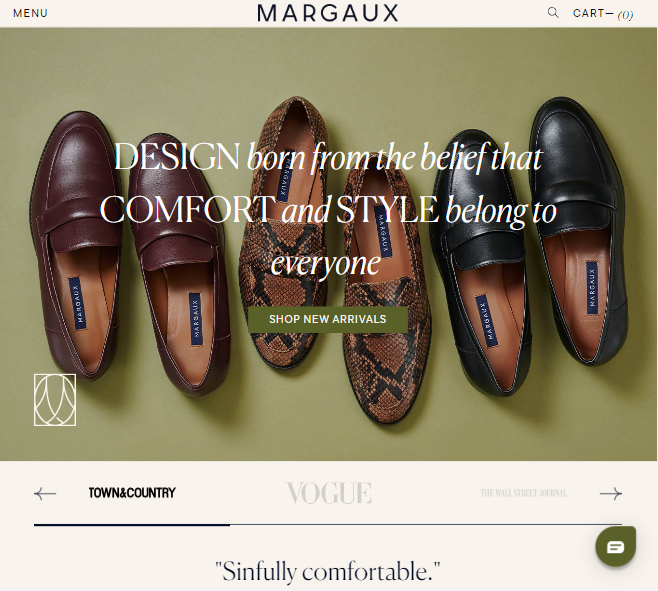 MENU
MARGAUX
CART— (0)
DESIGN born from the belief that
COMFORT and STYLE belong to
everyone
MARGAUX
MARGAUX
MARGAUX
MARGAUX
MARGAUX
MARGAUX
SHOP NEW ARRIVALS
TOWN&COUNTRY
VOGUE
THE WALL STREET JOURNAL
"Sinfully comfortable."